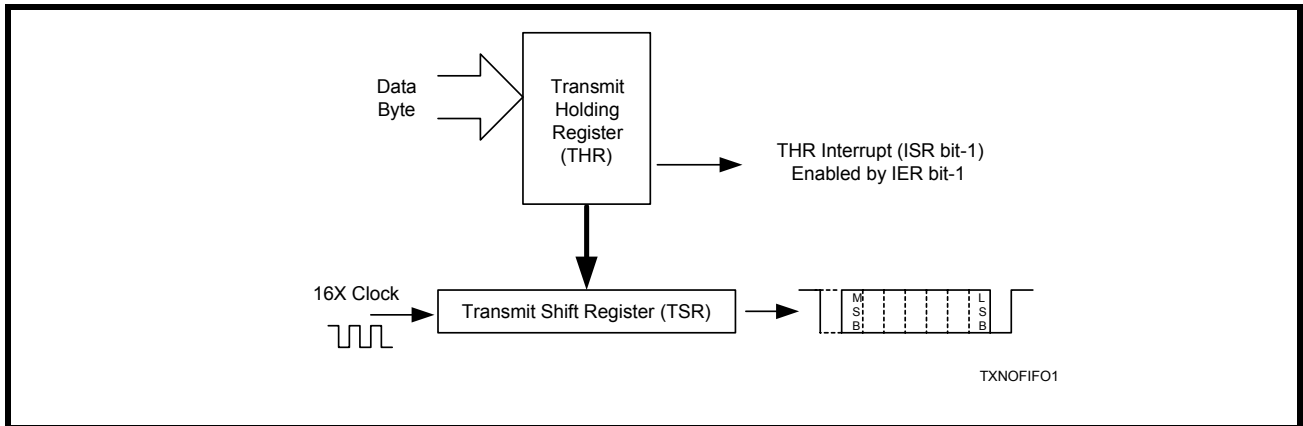 Data
Byte
Transmit
Holding
Register
(THR)
THR Interrupt (ISR bit-1)
Enabled by IER bit-1
16X Clock
Transmit Shift Register (TSR)
M
S
B
L
S
B
TXNOFIFO1